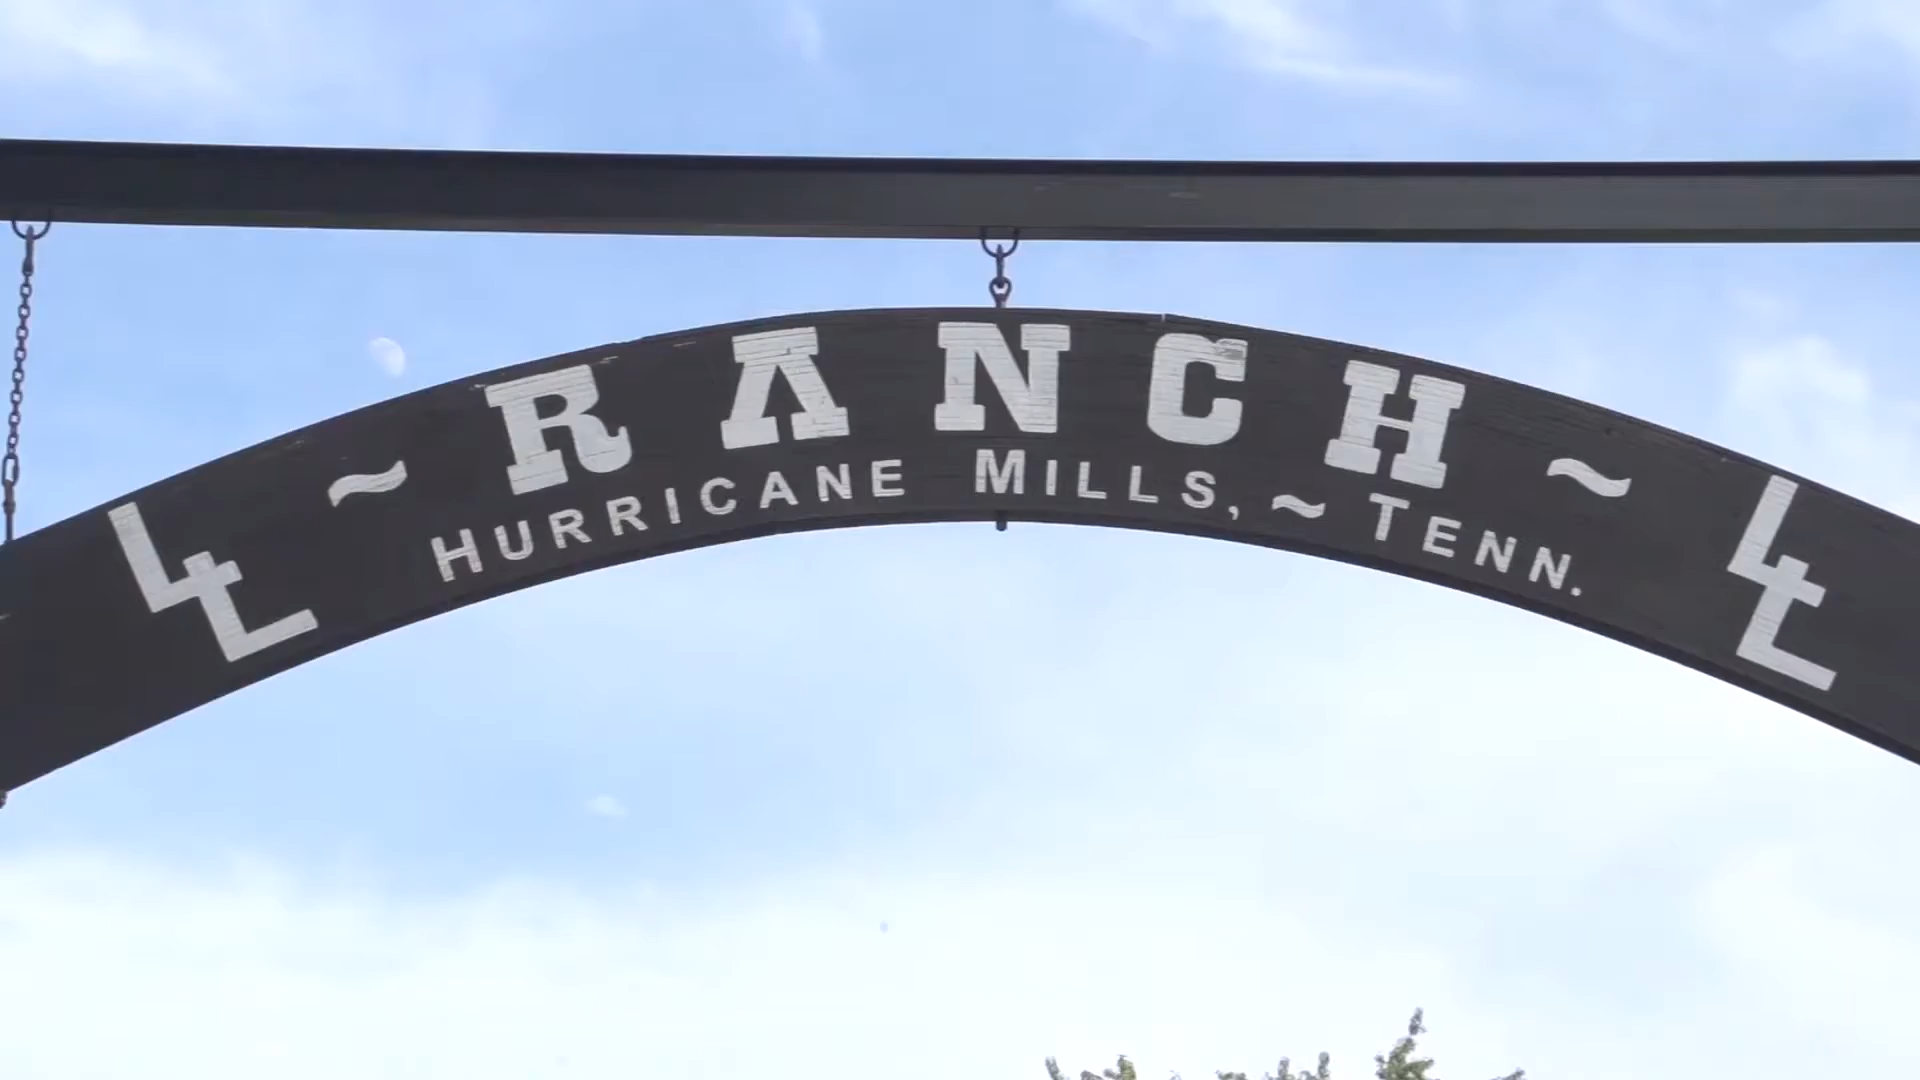 LL ~ RANCH ~ LL
HURRICANE MILLS, ~ TENN.